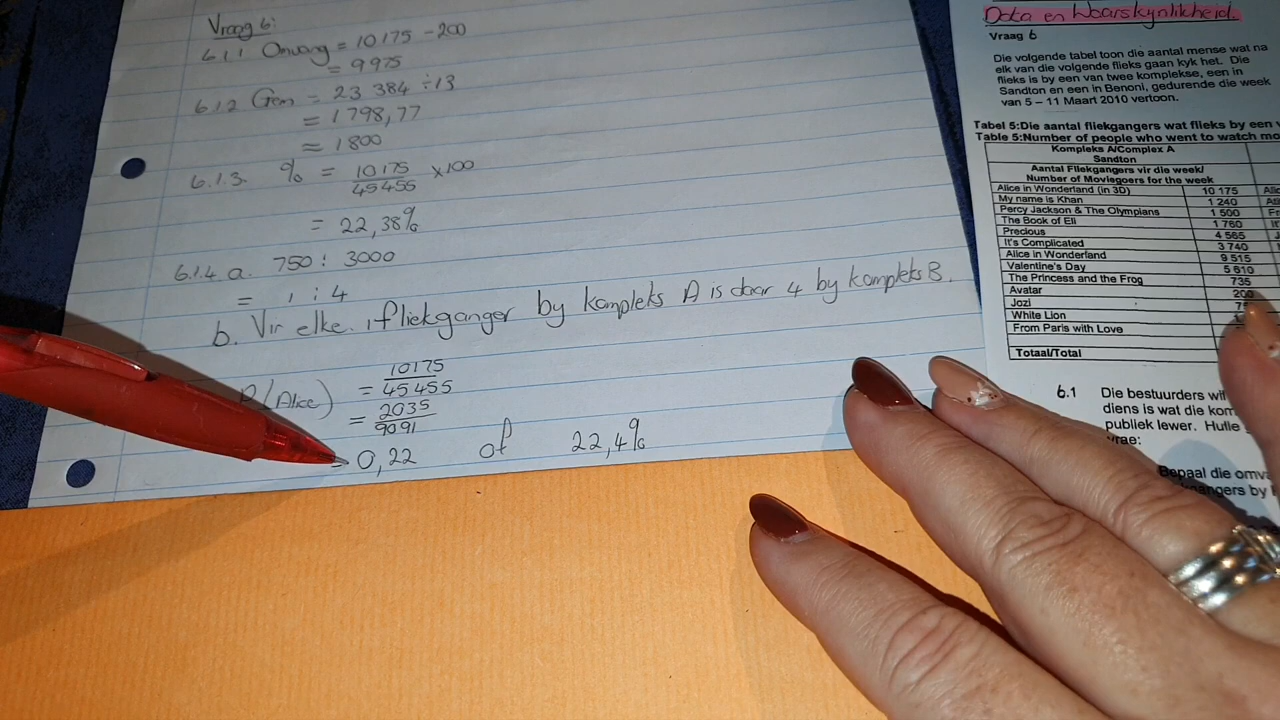 Vraag 6:
6.1.1 Omvang = 10175 - 200
= 9975
6.1.2 Gem = 23 384 ÷ 13
= 1798,77
≈ 1800
6.1.3. % = 10175/45455 ×100
= 22,38%
6.1.4. a. 750 : 3000
= 1 : 4
b. Vir elke 1 fliekganger by kompleks A is daar 4 by kompleks B.
P(Alice) = 10175/45455
= 2035/9091
= 0,22 of 22,4%
Data en Waarskynlikheid.
Vraag 6
Die volgende tabel toon die aantal mense wat na
elk van die volgende flieks gaan kyk het. Die
flieks is by een van twee komplekse, een in
Sandton en een in Benoni, gedurende die week
van 5 – 11 Maart 2010 vertoon.
Tabel 5:Die aantal fliekgangers wat flieks by een
Table 5:Number of people who went to watch mo
Kompleks A/Complex A
Sandton
Aantal Fliekgangers vir die week/
Number of Moviegoers for the week
Alice in Wonderland (in 3D) 10 175
My name is Khan 1 240
Percy Jackson & The Olympians 1 500
The Book of Eli 1 760
Precious 4 565
It's Complicated 3 740
Alice in Wonderland 9 515
Valentine's Day 5 610
The Princess and the Frog 735
Avatar 200
Jozi
White Lion
From Paris with Love
Totaal/Total
6.1 Die bestuurders wil
diens is wat die kom
publiek lewer. Hulle
vrae:
Bepaal die omva